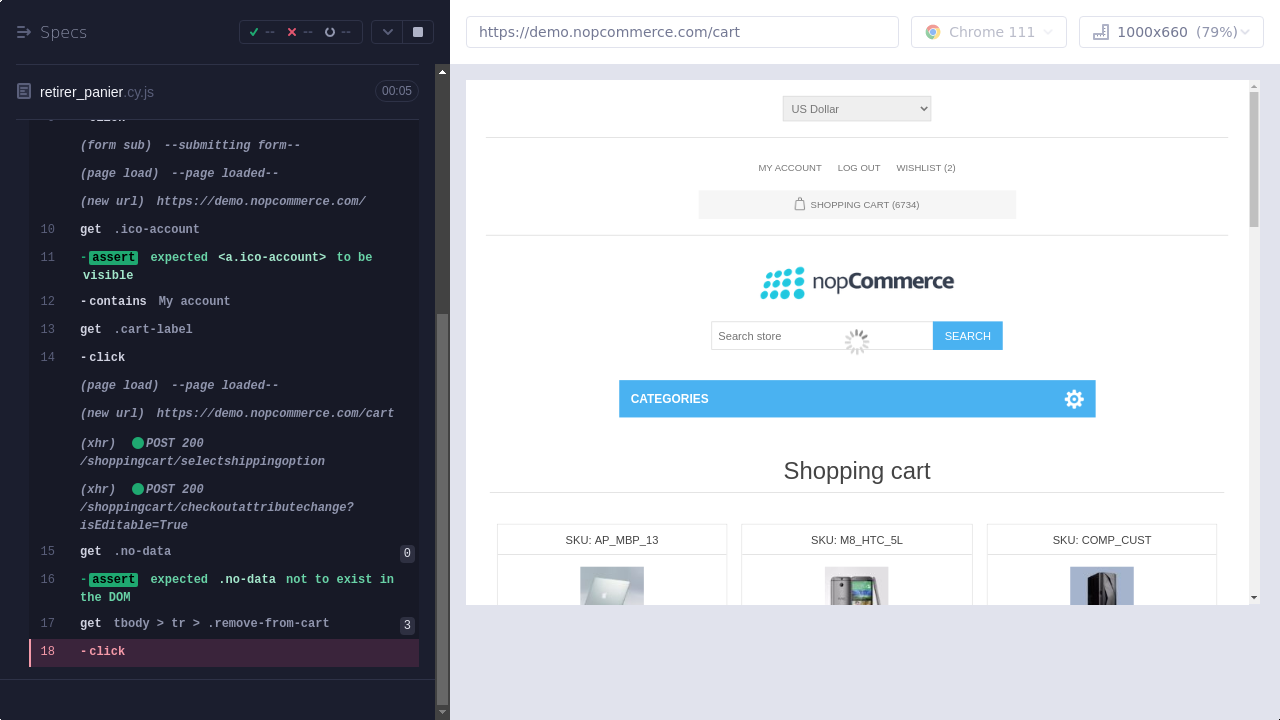 Specs
--
--
--
retirer_panier.cy.js
00:05
(form sub) --submitting form--
(page load) --page loaded--
(new url) https://demo.nopcommerce.com/
10 get .ico-account
11 -assert expected <a.ico-account> to be
visible
12 -contains My account
13 get .cart-label
14 -click
(page load) --page loaded--
(new url) https://demo.nopcommerce.com/cart
(xhr) POST 200
/shoppingcart/selectshippingoption
(xhr) POST 200
/shoppingcart/checkoutattributechange?
isEditable=True
15 get .no-data 0
16 -assert expected .no-data not to exist in
the DOM
17 get tbody > tr > .remove-from-cart 3
18 -click
https://demo.nopcommerce.com/cart
Chrome 111
1000x660 (79%)
US Dollar
MY ACCOUNT LOG OUT WISHLIST (2)
SHOPPING CART (6734)
nopCommerce
Search store
SEARCH
CATEGORIES
Shopping cart
SKU: AP_MBP_13
SKU: M8_HTC_5L
SKU: COMP_CUST